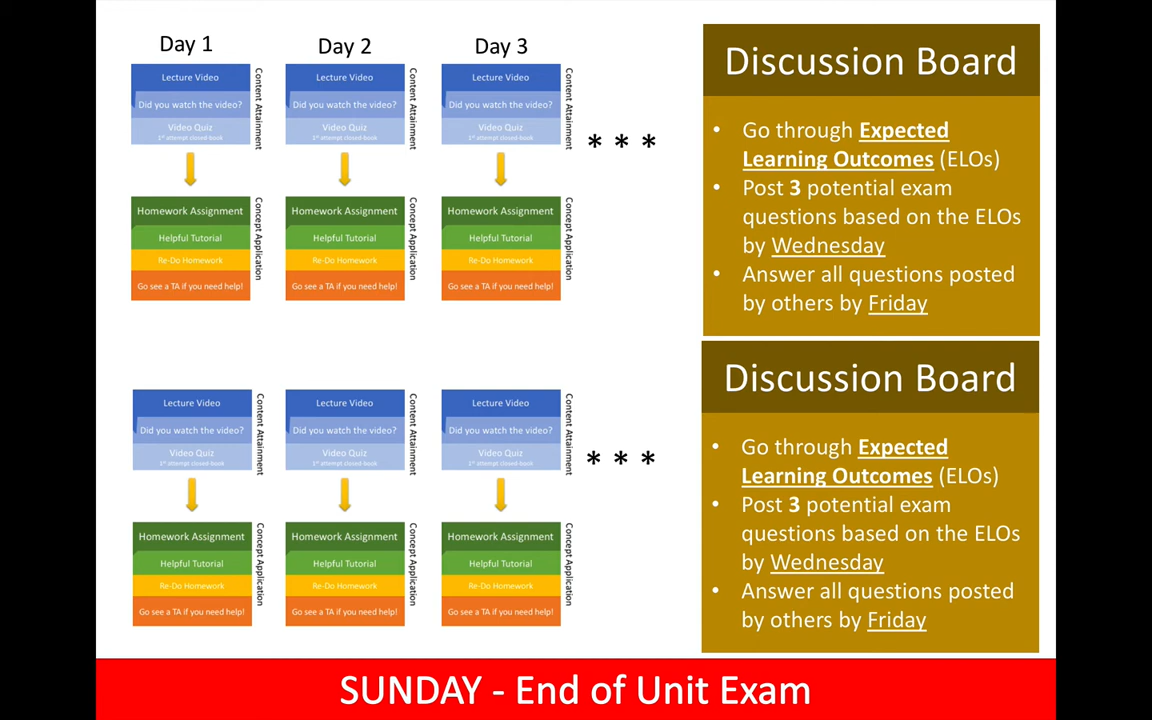 Day 1
Day 2
Day 3
Lecture Video
Did you watch the video?
Video Quiz
1st attempt closed-book
Content Attainment
Lecture Video
Did you watch the video?
Video Quiz
1st attempt closed-book
Content Attainment
Lecture Video
Did you watch the video?
Video Quiz
1st attempt closed-book
Content Attainment
* * *
Homework Assignment
Helpful Tutorial
Re-Do Homework
Go see a TA if you need help!
Concept Application
Homework Assignment
Helpful Tutorial
Re-Do Homework
Go see a TA if you need help!
Concept Application
Homework Assignment
Helpful Tutorial
Re-Do Homework
Go see a TA if you need help!
Concept Application
Discussion Board
• Go through Expected
Learning Outcomes (ELOs)
• Post 3 potential exam
questions based on the ELOs
by Wednesday
• Answer all questions posted
by others by Friday
Lecture Video
Did you watch the video?
Video Quiz
1st attempt closed-book
Content Attainment
Lecture Video
Did you watch the video?
Video Quiz
1st attempt closed-book
Content Attainment
Lecture Video
Did you watch the video?
Video Quiz
1st attempt closed-book
Content Attainment
* * *
Homework Assignment
Helpful Tutorial
Re-Do Homework
Go see a TA if you need help!
Concept Application
Homework Assignment
Helpful Tutorial
Re-Do Homework
Go see a TA if you need help!
Concept Application
Homework Assignment
Helpful Tutorial
Re-Do Homework
Go see a TA if you need help!
Concept Application
Discussion Board
• Go through Expected
Learning Outcomes (ELOs)
• Post 3 potential exam
questions based on the ELOs
by Wednesday
• Answer all questions posted
by others by Friday
SUNDAY - End of Unit Exam